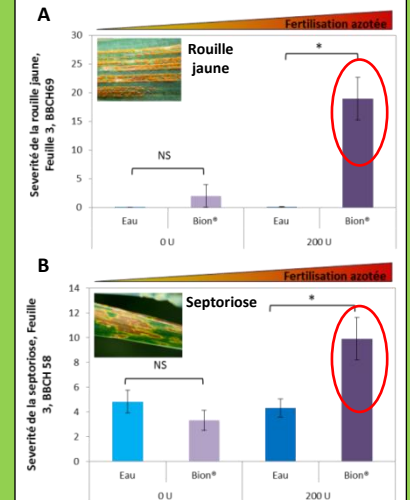 A
Fertilisation azotée
Severité de la rouille jaune,
Feuille 3, BBCH69
30
25
20
15
10
5
0
Rouille
jaune
*
NS
Eau Bion® Eau Bion®
0 U 200 U
B
Fertilisation azotée
Severité de la septoriose, Feuille
3, BBCH 58
14
12
10
8
6
4
2
0
Septoriose
*
NS
Eau Bion® Eau Bion®
0 U 200 U